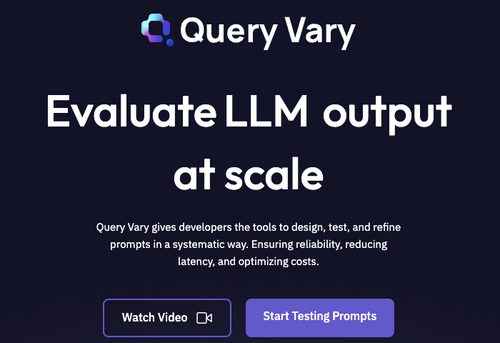 Query Vary
Evaluate LLM output
at scale
Query Vary gives developers the tools to design, test, and refine
prompts in a systematic way. Ensuring reliability, reducing
latency, and optimizing costs.
Watch Video
Start Testing Prompts